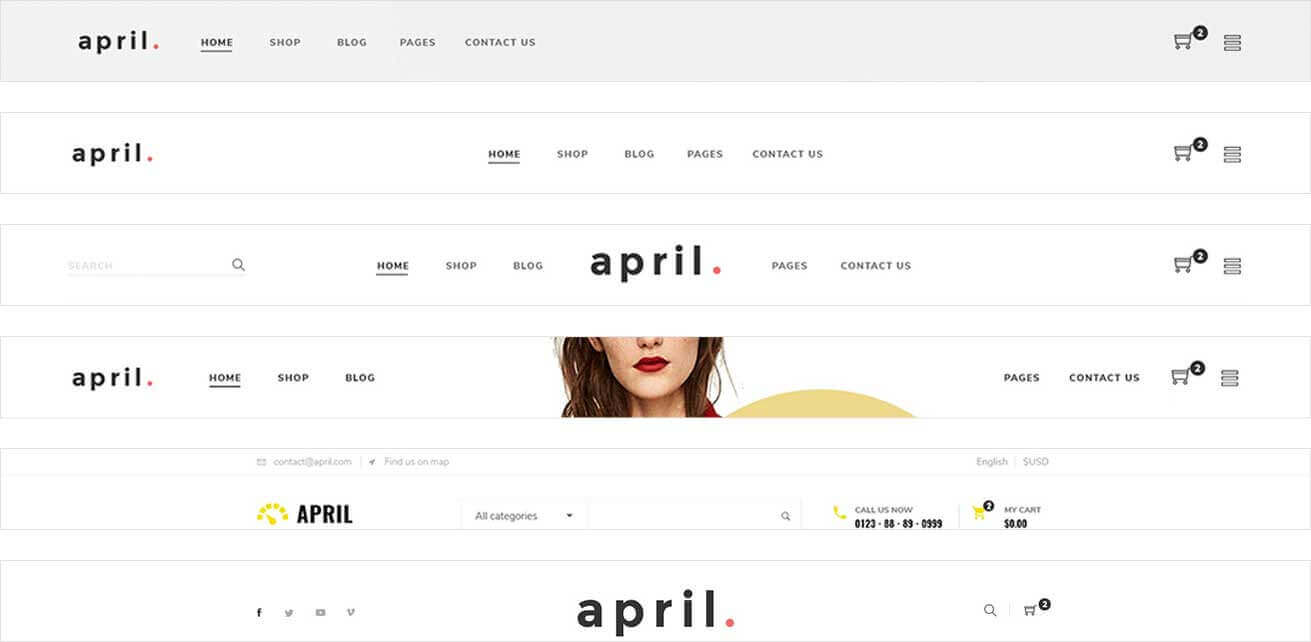 april. HOME SHOP BLOG PAGES CONTACT US 2
april. HOME SHOP BLOG PAGES CONTACT US 2
SEARCH HOME SHOP BLOG april. PAGES CONTACT US 2
april. HOME SHOP BLOG PAGES CONTACT US 2
contact@april.com Find us on map English $USD
APRIL All categories CALL US NOW 2 MY CART
0123 - 88 - 89 - 0999 $0.00
april. 2